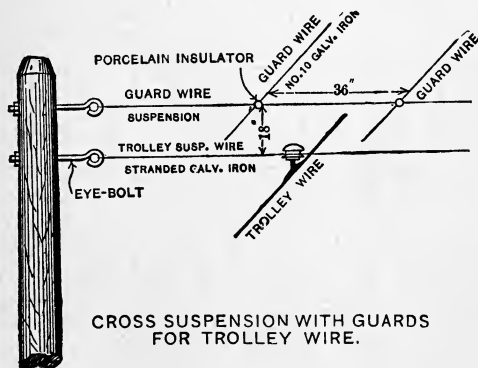 PORCELAIN INSULATOR
GUARD WIRE
NO. 10 GALV. IRON
GUARD WIRE
36"
GUARD WIRE
SUSPENSION
18"
TROLLEY SUSP. WIRE
STRANDED GALV. IRON
EYE-BOLT
TROLLEY WIRE
CROSS SUSPENSION WITH GUARDS
FOR TROLLEY WIRE.